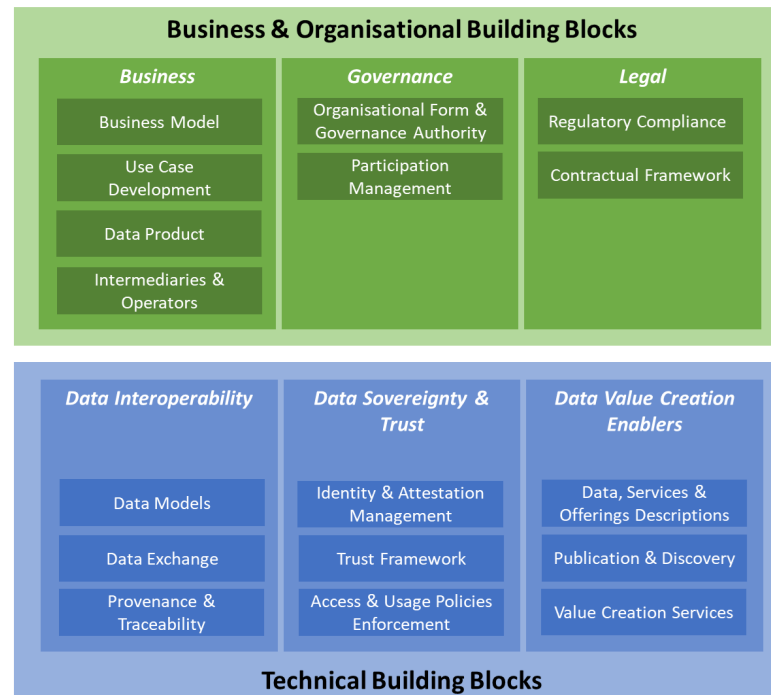 Business & Organisational Building Blocks
Business
Business Model
Use Case
Development
Data Product
Intermediaries &
Operators
Governance
Organisational Form &
Governance Authority
Participation
Management
Legal
Regulatory Compliance
Contractual Framework
Data Interoperability
Data Models
Data Exchange
Provenance &
Traceability
Data Sovereignty &
Trust
Identity & Attestation
Management
Trust Framework
Access & Usage Policies
Enforcement
Data Value Creation
Enablers
Data, Services &
Offerings Descriptions
Publication & Discovery
Value Creation Services
Technical Building Blocks